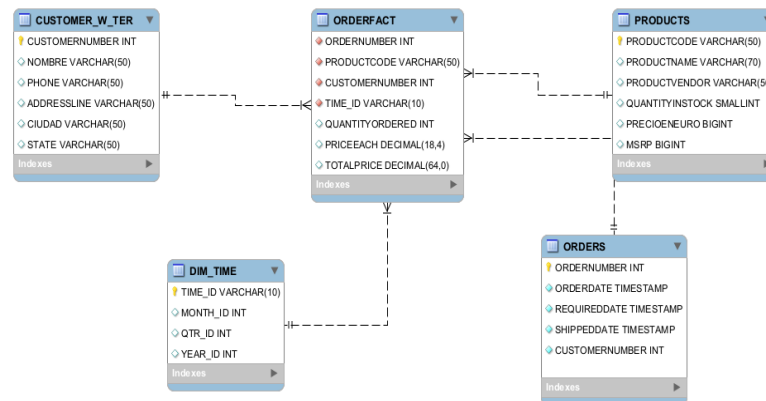 CUSTOMER_W_TER
CUSTOMERNUMBER INT
NOMBRE VARCHAR(50)
PHONE VARCHAR(50)
ADDRESSLINE VARCHAR(50)
CIUDAD VARCHAR(50)
STATE VARCHAR(50)
Indexes
ORDERFACT
ORDERNUMBER INT
PRODUCTCODE VARCHAR(50)
CUSTOMERNUMBER INT
TIME_ID VARCHAR(10)
QUANTITYORDERED INT
PRICEEACH DECIMAL(18,4)
TOTALPRICE DECIMAL(64,0)
Indexes
PRODUCTS
PRODUCTCODE VARCHAR(50)
PRODUCTNAME VARCHAR(70)
PRODUCTVENDOR VARCHAR(5
QUANTITYINSTOCK SMALLINT
PRECIOENEURO BIGINT
MSRP BIGINT
Indexes
DIM_TIME
TIME_ID VARCHAR(10)
MONTH_ID INT
QTR_ID INT
YEAR_ID INT
Indexes
ORDERS
ORDERNUMBER INT
ORDERDATE TIMESTAMP
REQUIREDDATE TIMESTAMP
SHIPPEDDATE TIMESTAMP
CUSTOMERNUMBER INT
Indexes